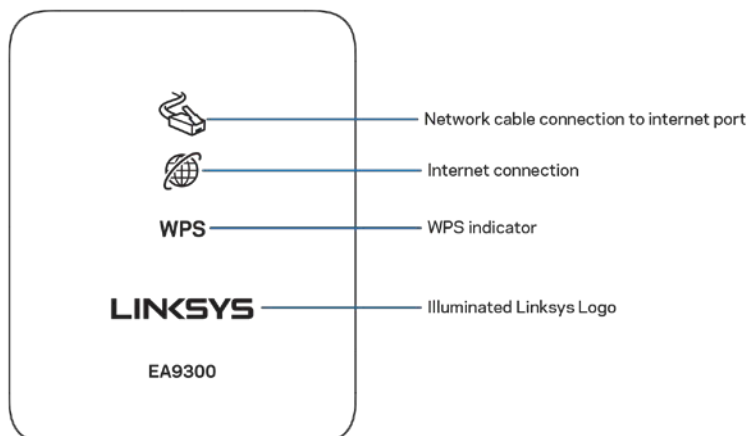 Network cable connection to internet port
Internet connection
WPS
WPS indicator
LINKSYS
Illuminated Linksys Logo
EA9300